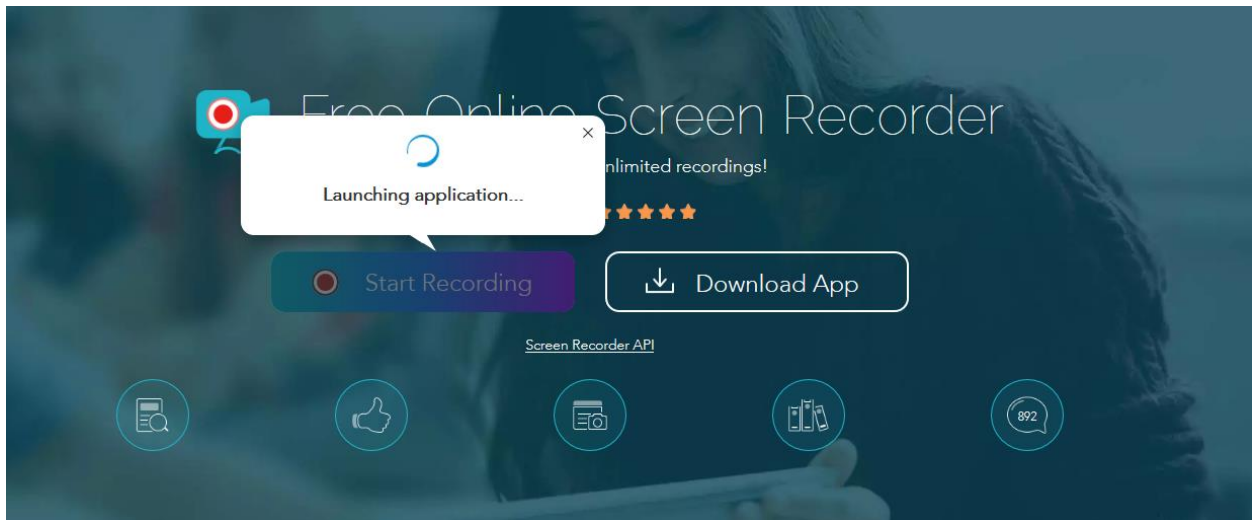 Free Online Screen Recorder
nlimited recordings!
Launching application...
Start Recording
Download App
Screen Recorder API
892